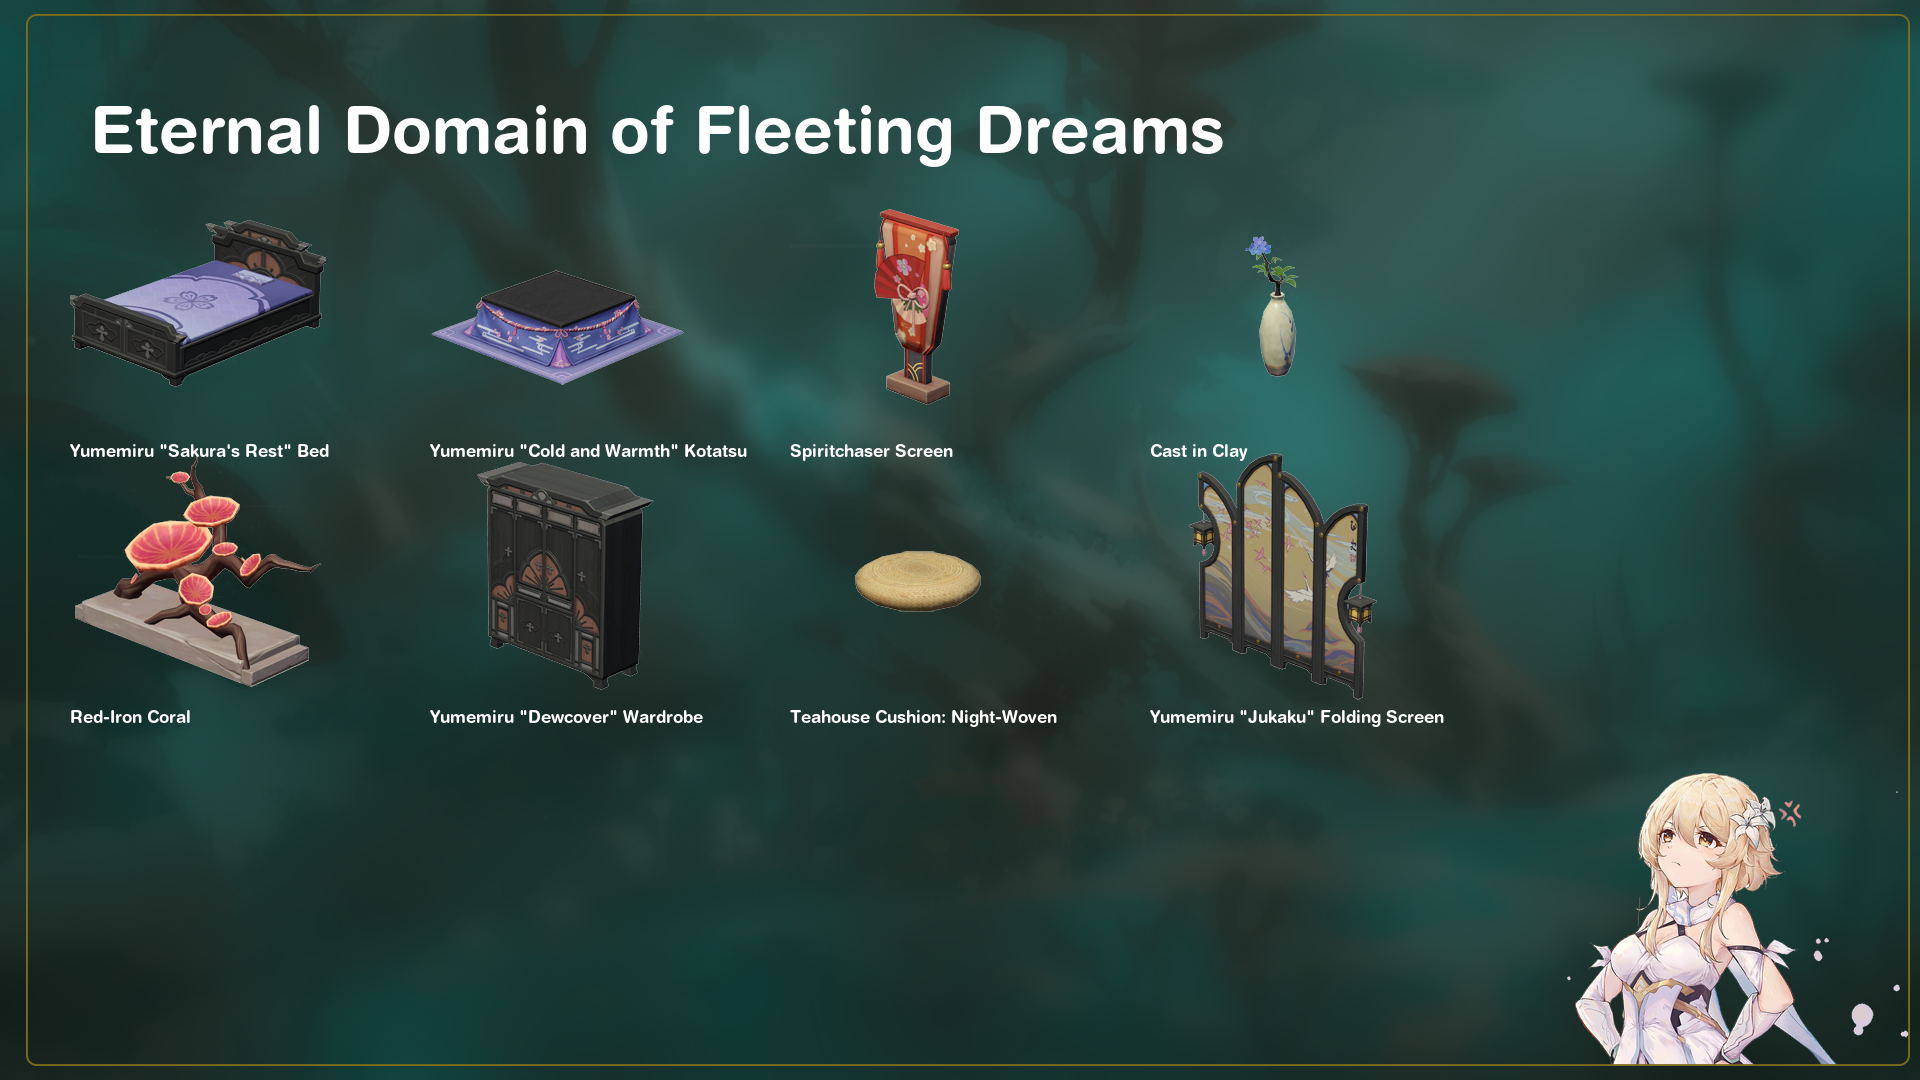 Eternal Domain of Fleeting Dreams
Yumemiru "Sakura's Rest" Bed
Yumemiru "Cold and Warmth" Kotatsu
Spiritchaser Screen
Cast in Clay
Red-Iron Coral
Yumemiru "Dewcover" Wardrobe
Teahouse Cushion: Night-Woven
Yumemiru "Jukaku" Folding Screen